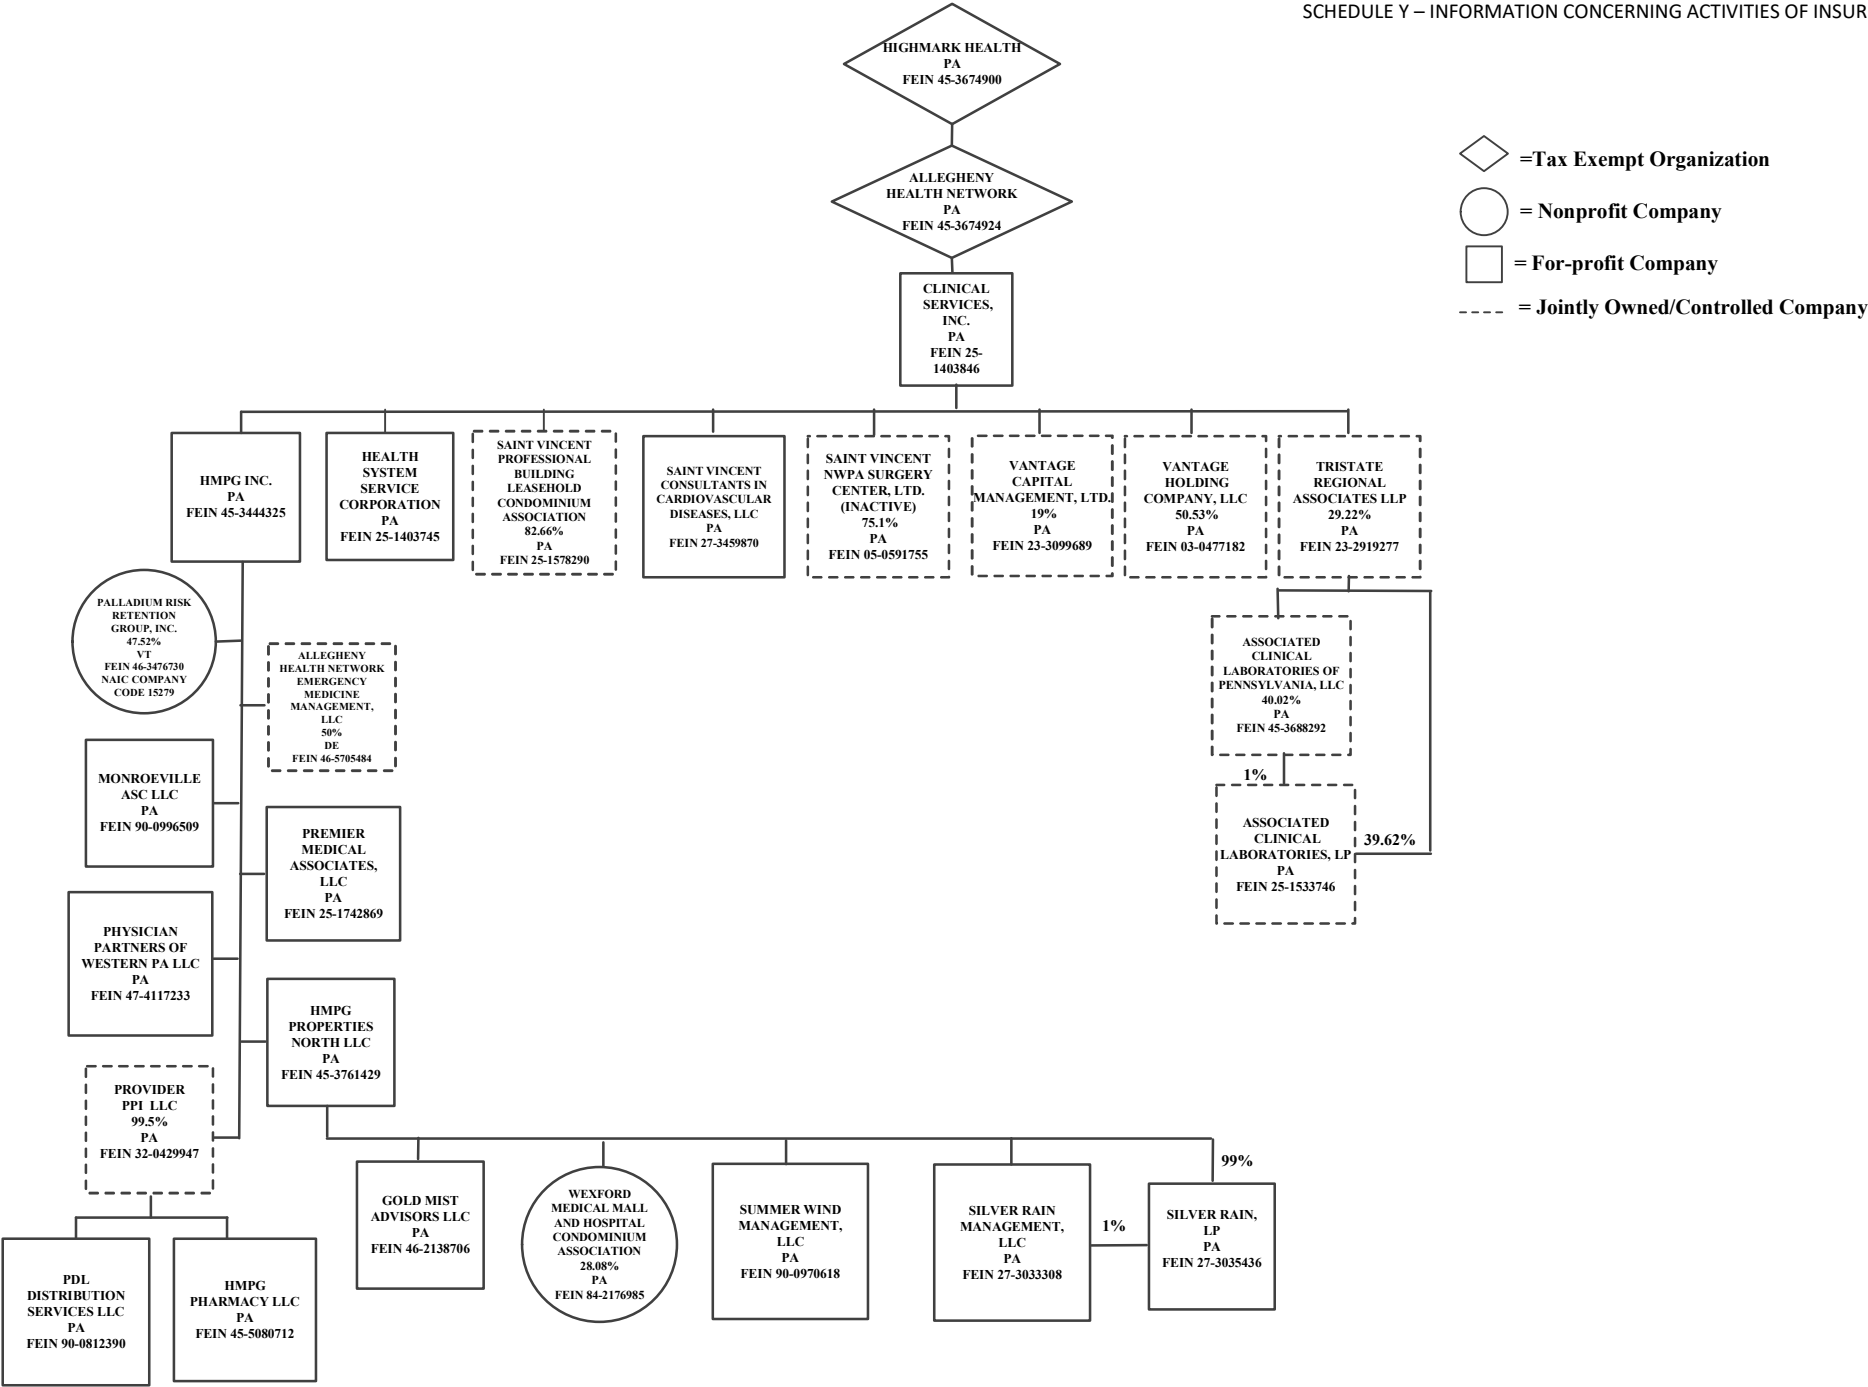 SCHEDULE Y – INFORMATION CONCERNING ACTIVITIES OF INSUR
HIGHMARK HEALTH
PA
FEIN 45-3674900
ALLEGHENY
HEALTH NETWORK
PA
FEIN 45-3674924
=Tax Exempt Organization
= Nonprofit Company
= For-profit Company
= Jointly Owned/Controlled Company
CLINICAL
SERVICES,
INC.
PA
FEIN 25-
1403846
HMPG INC.
PA
FEIN 45-3444325
HEALTH
SYSTEM
SERVICE
CORPORATION
PA
FEIN 25-1403745
SAINT VINCENT
PROFESSIONAL
BUILDING
LEASEHOLD
CONDOMINIUM
ASSOCIATION
82.66%
PA
FEIN 25-1578290
SAINT VINCENT
CONSULTANTS IN
CARDIOVASCULAR
DISEASES, LLC
PA
FEIN 27-3459870
SAINT VINCENT
NWPA SURGERY
CENTER, LTD.
(INACTIVE)
75.1%
PA
FEIN 05-0591755
VANTAGE
CAPITAL
MANAGEMENT, LTD.
19%
PA
FEIN 23-3099689
VANTAGE
HOLDING
COMPANY, LLC
50.53%
PA
FEIN 03-0477182
TRISTATE
REGIONAL
ASSOCIATES LLP
29.22%
PA
FEIN 23-2919277
PALLADIUM RISK
RETENTION
GROUP, INC.
47.52%
VT
FEIN 46-3476730
NAIC COMPANY
CODE 15279
ALLEGHENY
HEALTH NETWORK
EMERGENCY
MEDICINE
MANAGEMENT,
LLC
50%
DE
FEIN 46-5705484
ASSOCIATED
CLINICAL
LABORATORIES OF
PENNSYLVANIA, LLC
40.02%
PA
FEIN 45-3688292
1%
ASSOCIATED
CLINICAL
LABORATORIES, LP
PA
FEIN 25-1533746
39.62%
MONROEVILLE
ASC LLC
PA
FEIN 90-0996509
PREMIER
MEDICAL
ASSOCIATES,
LLC
PA
FEIN 25-1742869
PHYSICIAN
PARTNERS OF
WESTERN PA LLC
PA
FEIN 47-4117233
HMPG
PROPERTIES
NORTH LLC
PA
FEIN 45-3761429
PROVIDER
PPI LLC
99.5%
PA
FEIN 32-0429947
PDL
DISTRIBUTION
SERVICES LLC
PA
FEIN 90-0812390
HMPG
PHARMACY LLC
PA
FEIN 45-5080712
GOLD MIST
ADVISORS LLC
PA
FEIN 46-2138706
WEXFORD
MEDICAL MALL
AND HOSPITAL
CONDOMINIUM
ASSOCIATION
28.08%
PA
FEIN 84-2176985
SUMMER WIND
MANAGEMENT,
LLC
PA
FEIN 90-0970618
SILVER RAIN
MANAGEMENT,
LLC
PA
FEIN 27-3033308
1%
99%
SILVER RAIN,
LP
PA
FEIN 27-3035436